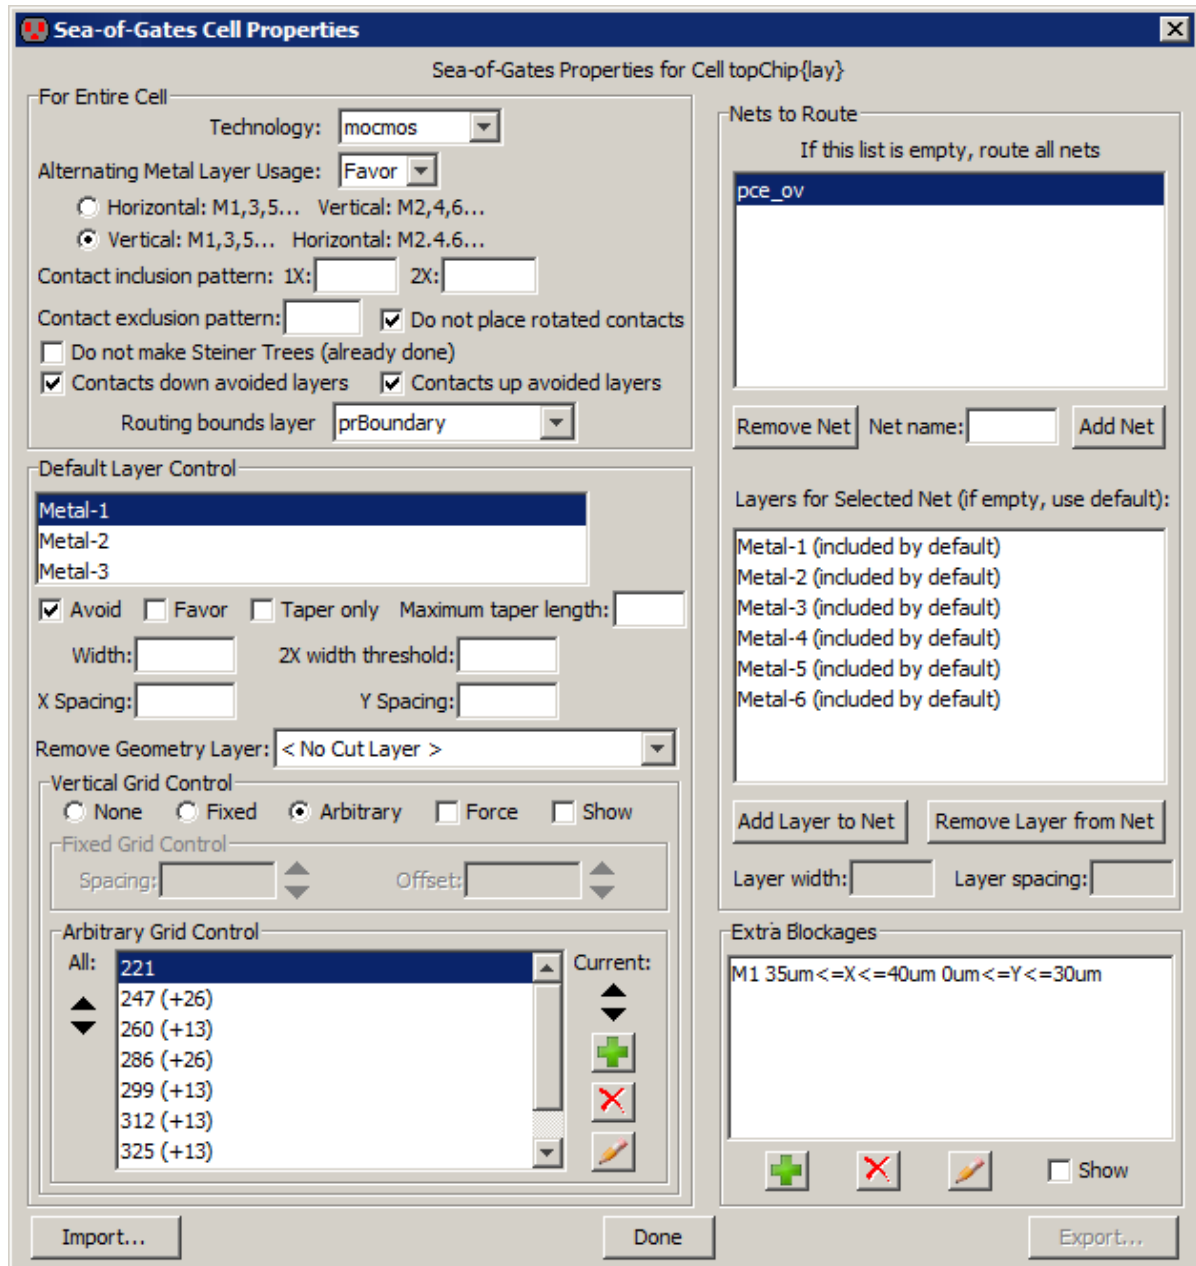 Sea-of-Gates Cell Properties
Sea-of-Gates Properties for Cell topChip{lay}
For Entire Cell
Technology: mocmos
Alternating Metal Layer Usage: Favor
Horizontal: M1,3,5... Vertical: M2,4,6...
Vertical: M1,3,5... Horizontal: M2.4.6...
Contact inclusion pattern: 1X: 2X:
Contact exclusion pattern: Do not place rotated contacts
Do not make Steiner Trees (already done)
Contacts down avoided layers Contacts up avoided layers
Routing bounds layer prBoundary
Default Layer Control
Metal-1
Metal-2
Metal-3
Avoid Favor Taper only Maximum taper length:
Width: 2X width threshold:
X Spacing: Y Spacing:
Remove Geometry Layer: < No Cut Layer >
Vertical Grid Control
None Fixed Arbitrary Force Show
Fixed Grid Control
Spacing: Offset:
Arbitrary Grid Control
All: Current:
221
247 (+26)
260 (+13)
286 (+26)
299 (+13)
312 (+13)
325 (+13)
Nets to Route
If this list is empty, route all nets
pce_ov
Remove Net Net name: Add Net
Layers for Selected Net (if empty, use default):
Metal-1 (included by default)
Metal-2 (included by default)
Metal-3 (included by default)
Metal-4 (included by default)
Metal-5 (included by default)
Metal-6 (included by default)
Add Layer to Net Remove Layer from Net
Layer width: Layer spacing:
Extra Blockages
M1 35um<=X<=40um 0um<=Y<=30um
Show
Import... Done Export...